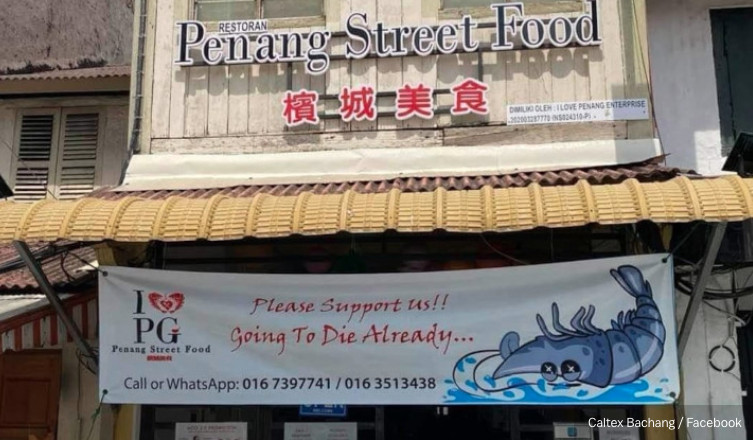 RESTORAN
Penang Street Food
檳城美食
DIMILIKI OLEH : I LOVE PENANG ENTERPRISE
I
PG
Penang Street Food
Please Support Us!!
Going To Die Already...
Call or WhatsApp: 016 7397741 / 016 3513438
Caltex Bachang / Facebook